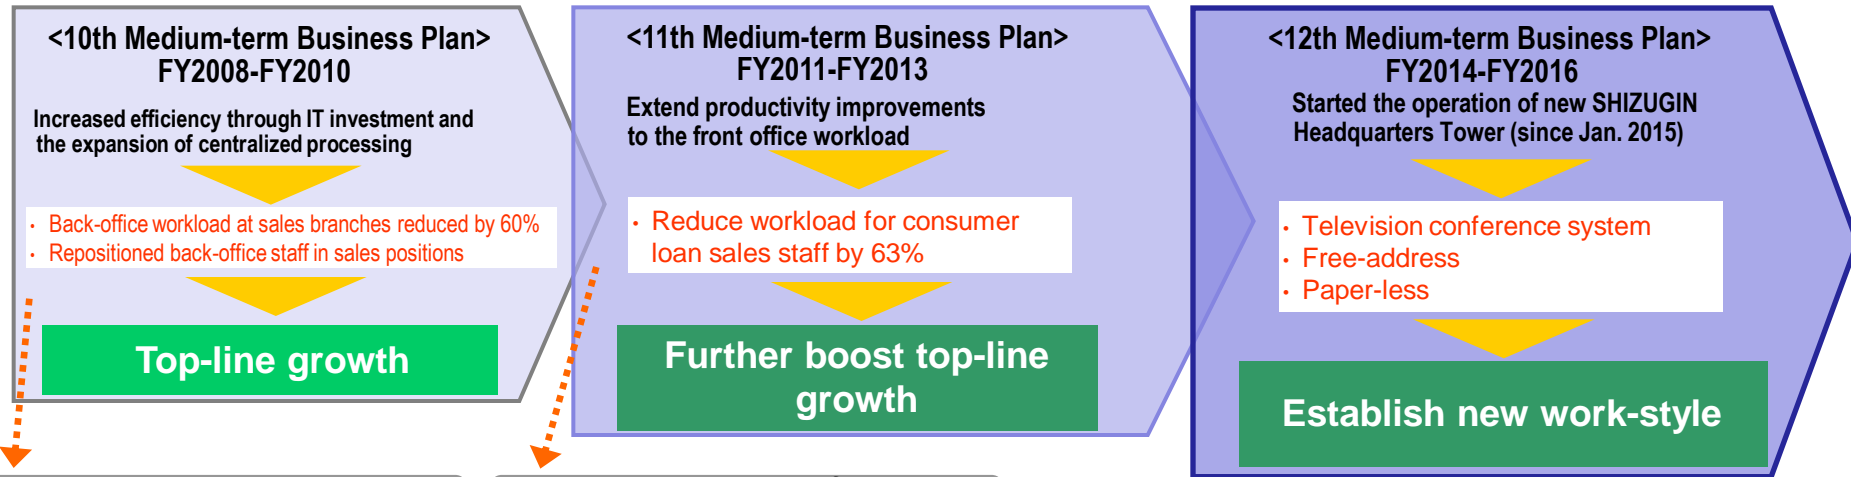 <10th Medium-term Business Plan>
FY2008-FY2010
Increased efficiency through IT investment and
the expansion of centralized processing
• Back-office workload at sales branches reduced by 60%
• Repositioned back-office staff in sales positions
Top-line growth
<11th Medium-term Business Plan>
FY2011-FY2013
Extend productivity improvements
to the front office workload
• Reduce workload for consumer
loan sales staff by 63%
Further boost top-line
growth
<12th Medium-term Business Plan>
FY2014-FY2016
Started the operation of new SHIZUGIN
Headquarters Tower (since Jan. 2015)
• Television conference system
• Free-address
• Paper-less
Establish new work-style